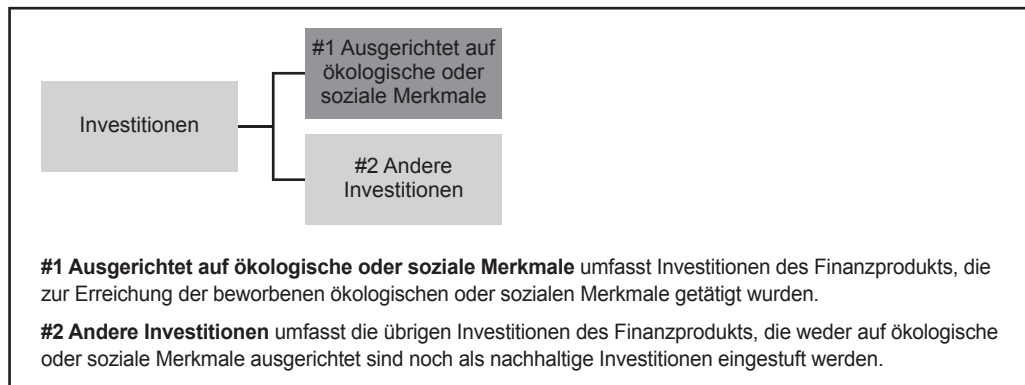 #1 Ausgerichtet auf
ökologische oder
soziale Merkmale
Investitionen
#2 Andere
Investitionen
#1 Ausgerichtet auf ökologische oder soziale Merkmale umfasst Investitionen des Finanzprodukts, die
zur Erreichung der beworbenen ökologischen oder sozialen Merkmale getätigt wurden.
#2 Andere Investitionen umfasst die übrigen Investitionen des Finanzprodukts, die weder auf ökologische
oder soziale Merkmale ausgerichtet sind noch als nachhaltige Investitionen eingestuft werden.